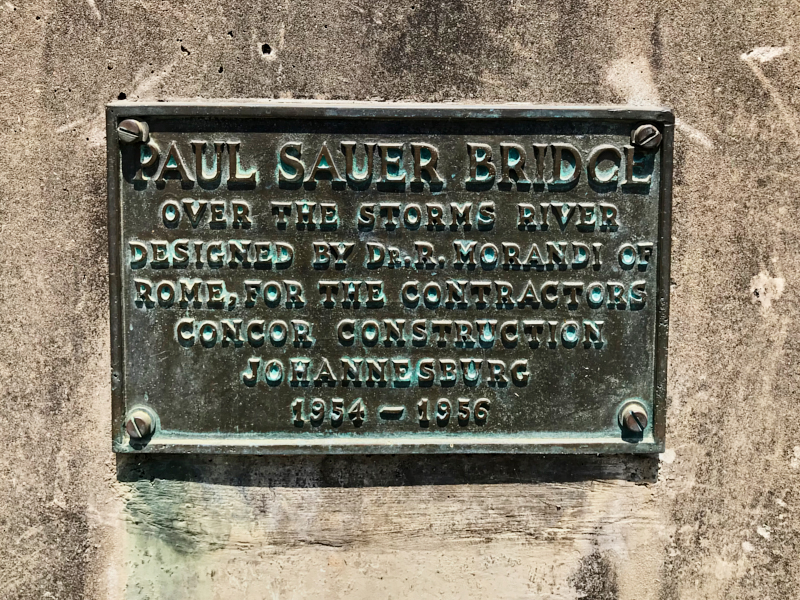 PAUL SAUER BRIDGE
OVER THE STORMS RIVER
DESIGNED BY DR. R. MORANDI OF
ROME, FOR THE CONTRACTORS
CONCOR CONSTRUCTION
JOHANNESBURG
1954 – 1956